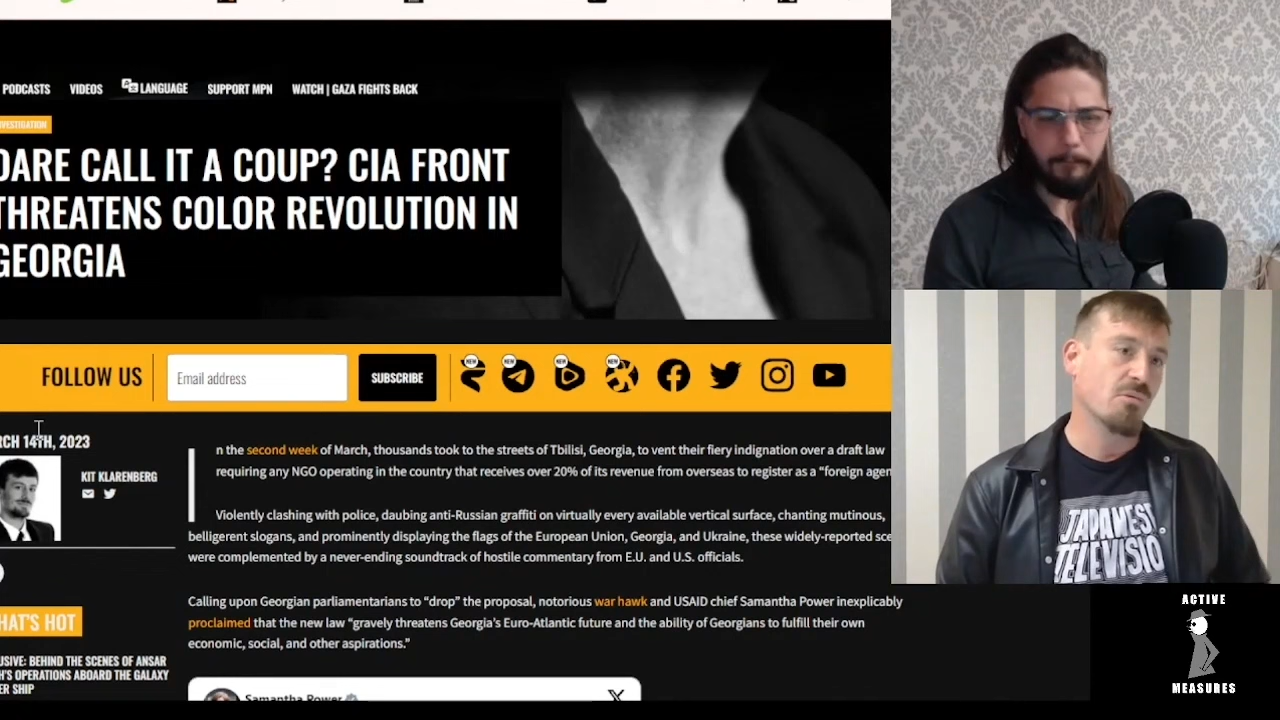 PODCASTS VIDEOS LANGUAGE SUPPORT MPN WATCH | GAZA FIGHTS BACK
DARE CALL IT A COUP? CIA FRONT
THREATENS COLOR REVOLUTION IN
GEORGIA
FOLLOW US Email address SUBSCRIBE NEW NEW NEW NEW
RCH 14TH, 2023
KIT KLARENBERG
n the second week of March, thousands took to the streets of Tbilisi, Georgia, to vent their fiery indignation over a draft law
requiring any NGO operating in the country that receives over 20% of its revenue from overseas to register as a “foreign agen
Violently clashing with police, daubing anti-Russian graffiti on virtually every available vertical surface, chanting mutinous,
belligerent slogans, and prominently displaying the flags of the European Union, Georgia, and Ukraine, these widely-reported sce
were complemented by a never-ending soundtrack of hostile commentary from E.U. and U.S. officials.
Calling upon Georgian parliamentarians to “drop” the proposal, notorious war hawk and USAID chief Samantha Power inexplicably
proclaimed that the new law “gravely threatens Georgia’s Euro-Atlantic future and the ability of Georgians to fulfill their own
economic, social, and other aspirations.”
HAT'S HOT
USIVE: BEHIND THE SCENES OF ANSAR
H'S OPERATIONS ABOARD THE GALAXY
ER SHIP
Samantha Power
JAPANESE
TELEVISIO
ACTIVE
MEASURES